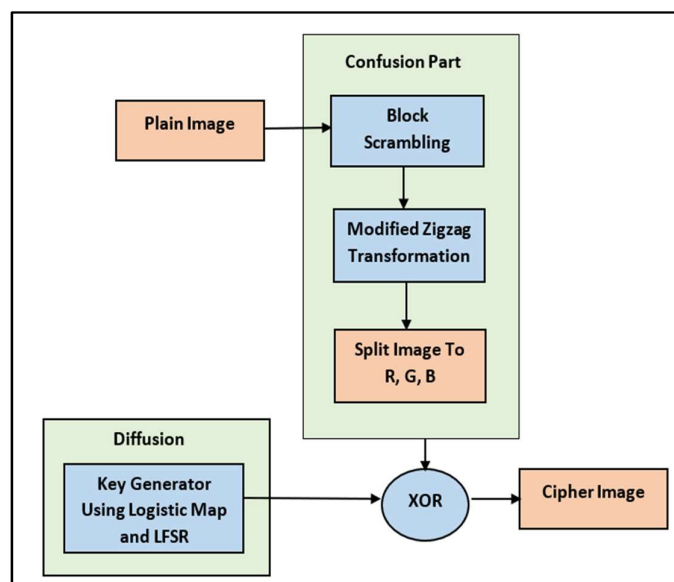 Confusion Part
Plain Image
Block
Scrambling
Modified Zigzag
Transformation
Split Image To
R, G, B
Diffusion
Key Generator
Using Logistic Map
and LFSR
XOR
Cipher Image